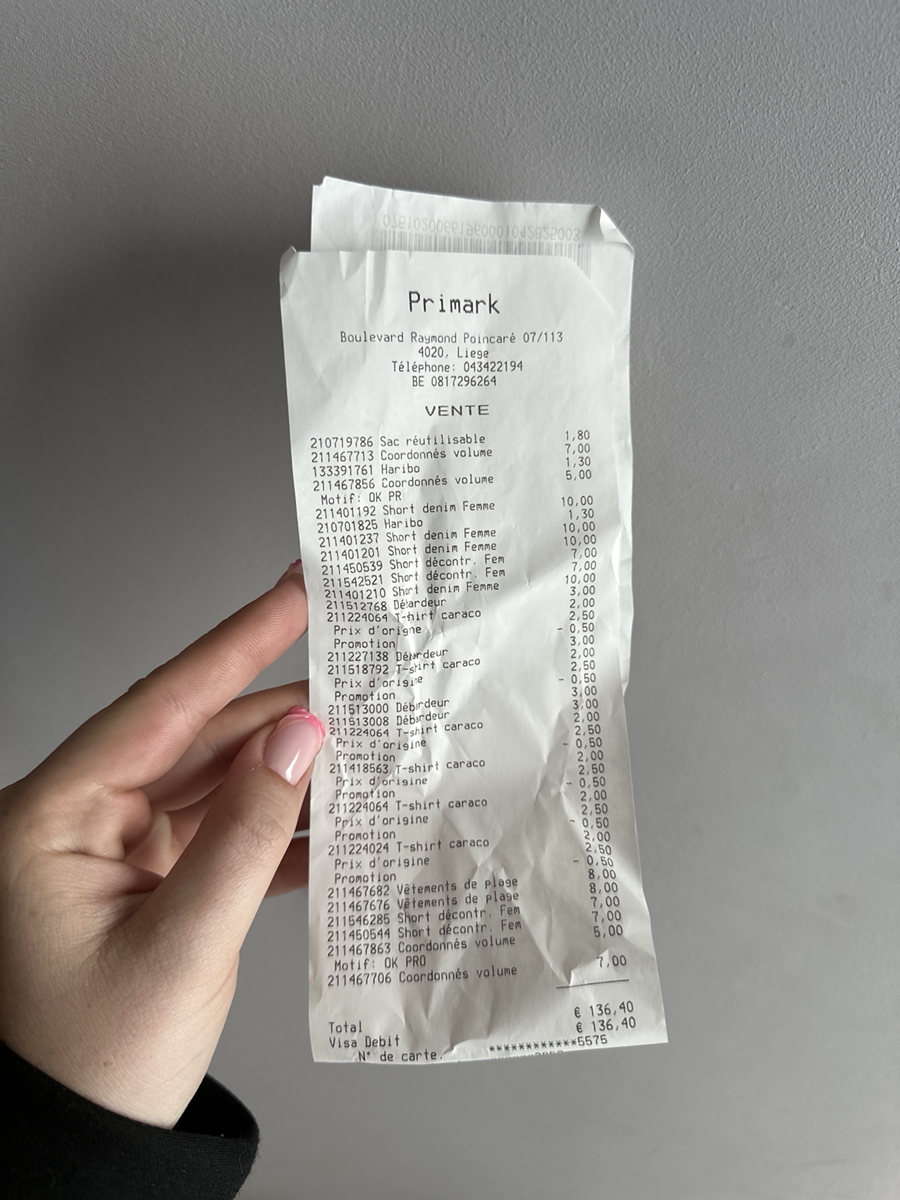 Primark
Boulevard Raymond Poincaré 07/113
4020, Liege
Téléphone: 043422194
BE 0817296264
VENTE
210719786 Sac réutilisable 1,80
211467713 Coordonnés volume 7,00
133391761 Haribo 1,30
211467856 Coordonnés volume 5,00
Motif: OK PR
211401192 Short denim Femme 10,00
210701825 Haribo 1,30
211401237 Short denim Femme 10,00
211401201 Short denim Femme 10,00
211450539 Short décontr. Fem 7,00
211542521 Short décontr. Fem 7,00
211401210 Short denim Femme 10,00
211512768 Débardeur 3,00
211224064 T-shirt caraco 2,00
Prix d'origine 2,50
Promotion - 0,50
211227138 Débardeur 3,00
211518792 T-shirt caraco 2,00
Prix d'origine 2,50
Promotion - 0,50
211513000 Débardeur 3,00
211513008 Débardeur 3,00
211224064 T-shirt caraco 2,00
Prix d'origine 2,50
Promotion - 0,50
211418563 T-shirt caraco 2,00
Prix d'origine 2,50
Promotion - 0,50
211224064 T-shirt caraco 2,00
Prix d'origine 2,50
Promotion - 0,50
211224024 T-shirt caraco 2,00
Prix d'origine 2,50
Promotion - 0,50
211467682 Vêtements de plage 8,00
211467676 Vêtements de plage 8,00
211546285 Short décontr. Fem 7,00
211450544 Short décontr. Fem 7,00
211467863 Coordonnés volume 5,00
Motif: OK PRO
211467706 Coordonnés volume 7,00
Total € 136,40
Visa Debit € 136,40
N° de carte. ************5575